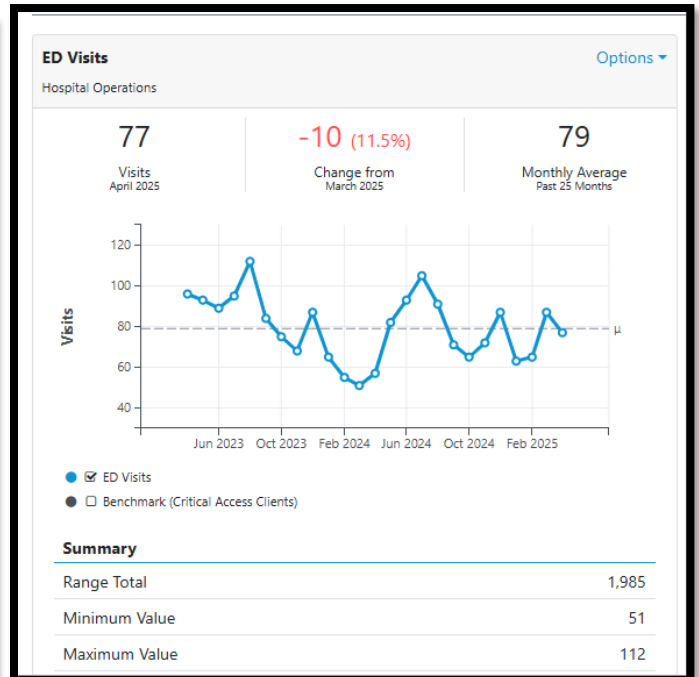 ED Visits
Options
Hospital Operations
77
Visits
April 2025
-10 (11.5%)
Change from
March 2025
79
Monthly Average
Past 25 Months
120
100
80
60
40
Visits
μ
Jun 2023 Oct 2023 Feb 2024 Jun 2024 Oct 2024 Feb 2025
ED Visits
Benchmark (Critical Access Clients)
Summary
Range Total 1,985
Minimum Value 51
Maximum Value 112